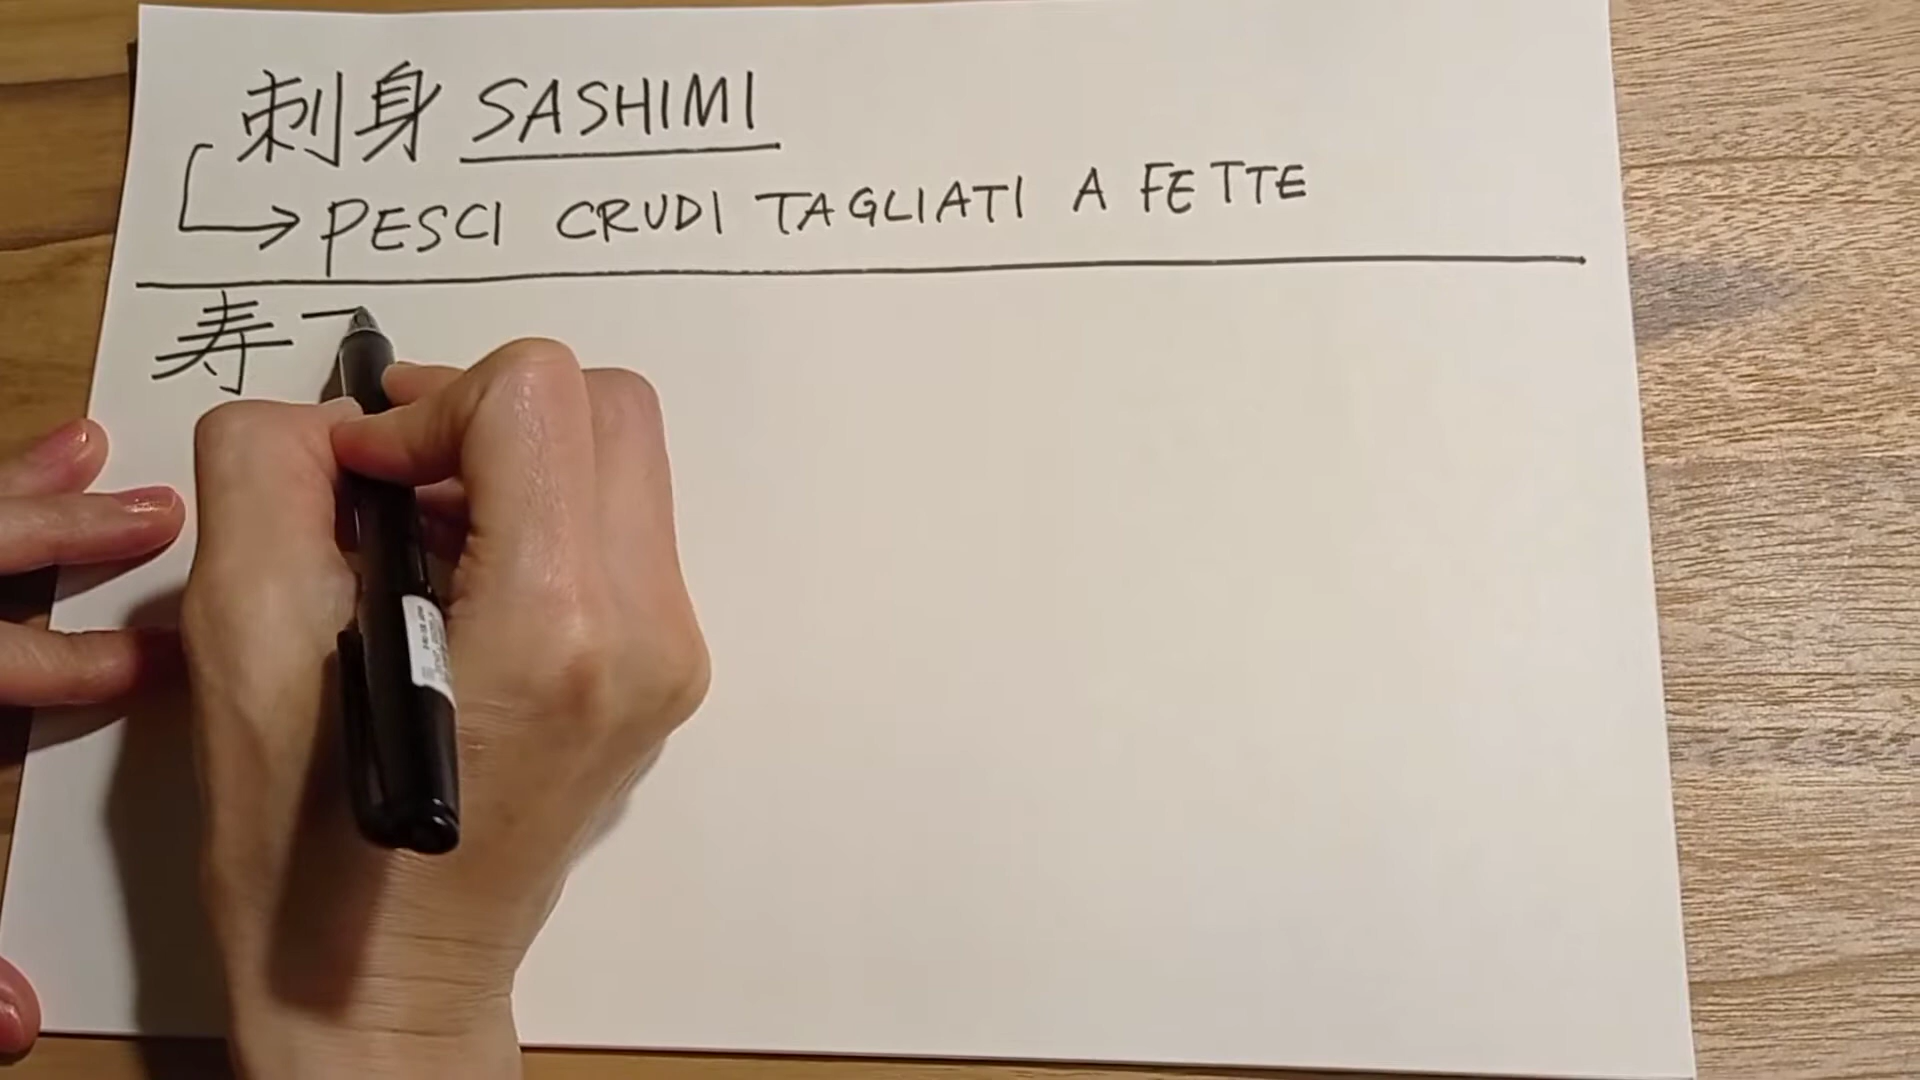 刺身 SASHIMI
→ PESCI CRUDI TAGLIATI A FETTE
寿